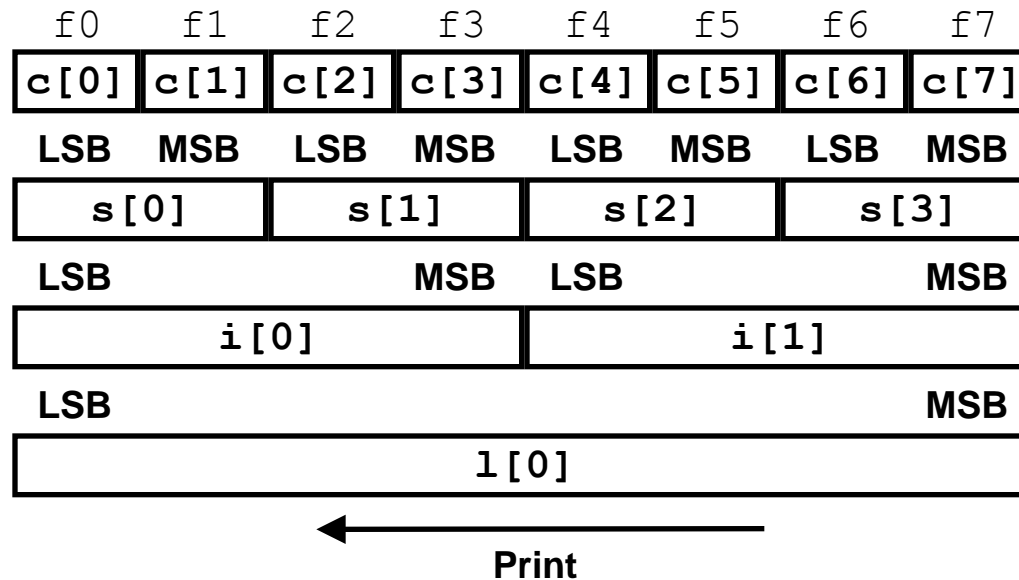 f0 f1 f2 f3 f4 f5 f6 f7
c[0] c[1] c[2] c[3] c[4] c[5] c[6] c[7]
LSB MSB LSB MSB LSB MSB LSB MSB
s[0] s[1] s[2] s[3]
LSB MSB LSB MSB
i[0] i[1]
LSB MSB
l[0]
Print